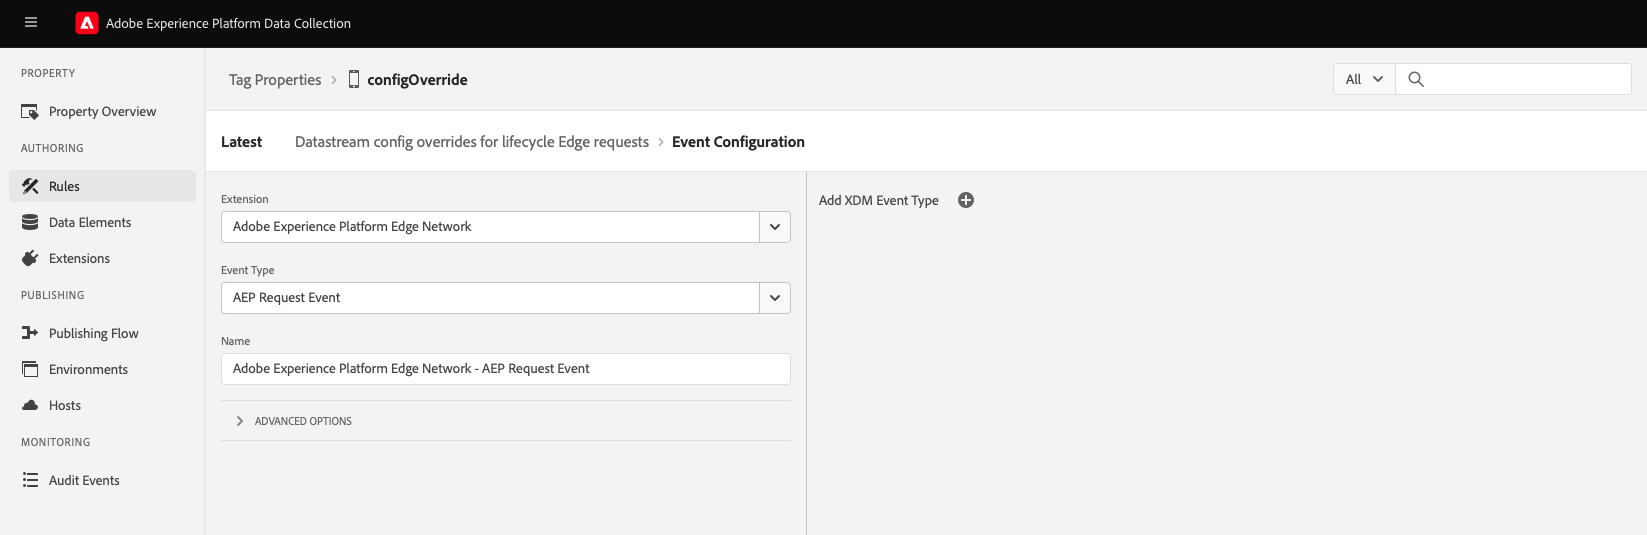 Adobe Experience Platform Data Collection
PROPERTY
Property Overview
AUTHORING
Rules
Data Elements
Extensions
PUBLISHING
Publishing Flow
Environments
Hosts
MONITORING
Audit Events
Tag Properties > configOverride
All
Latest Datastream config overrides for lifecycle Edge requests > Event Configuration
Extension
Adobe Experience Platform Edge Network
Event Type
AEP Request Event
Name
Adobe Experience Platform Edge Network - AEP Request Event
ADVANCED OPTIONS
Add XDM Event Type